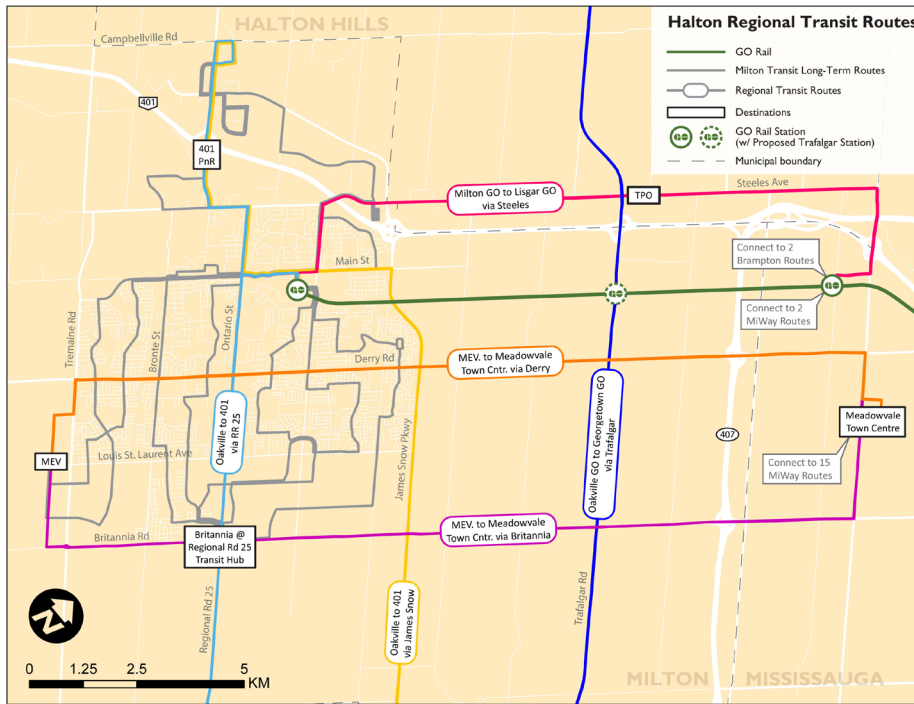 HALTON HILLS
Campbellville Rd
401
401
PnR
Halton Regional Transit Routes
GO Rail
Milton Transit Long-Term Routes
Regional Transit Routes
Destinations
GO Rail Station
(w/ Proposed Trafalgar Station)
Municipal boundary
Milton GO to Lisgar GO
via Steeles
TPO
Steeles Ave
Main St
Connect to 2
Brampton Routes
Connect to 2
MiWay Routes
Tremaine Rd
Bronte St
Ontario St
Derry Rd
MEV. to Meadowvale
Town Cntr. via Derry
Oakville to 401
via RR 25
James Snow Pkwy
Oakville GO to Georgetown GO
via Trafalgar
407
Meadowvale
Town Centre
MEV
Louis St. Laurent Ave
Connect to 15
MiWay Routes
Britannia Rd
Britannia @
Regional Rd 25
Transit Hub
MEV. to Meadowvale
Town Cntr. via Britannia
Regional Rd 25
Oakville to 401
via James Snow
Trafalgar Rd
N
0 1.25 2.5 5
KM
MILTON
MISSISSAUGA